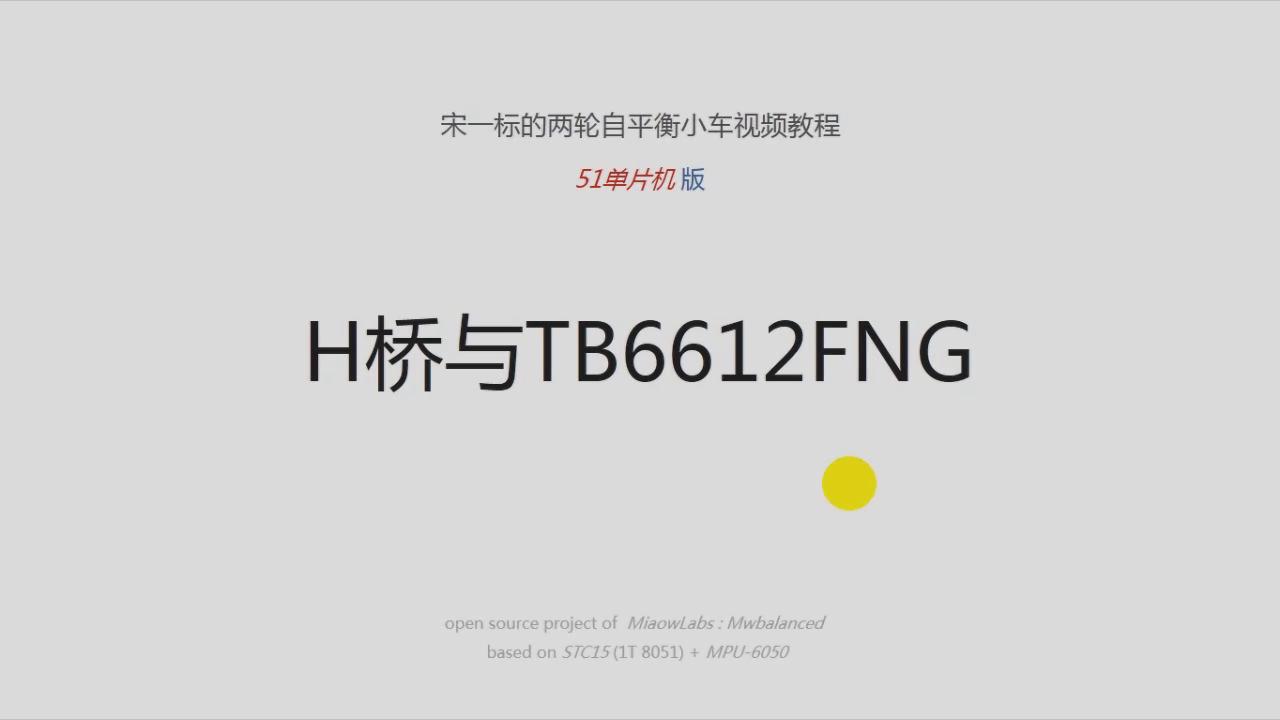 宋一标的两轮自平衡小车视频教程
51单片机 版
H桥与TB6612FNG
open source project of MiaowLabs : Mwbalanced
based on STC15 (1T 8051) + MPU-6050